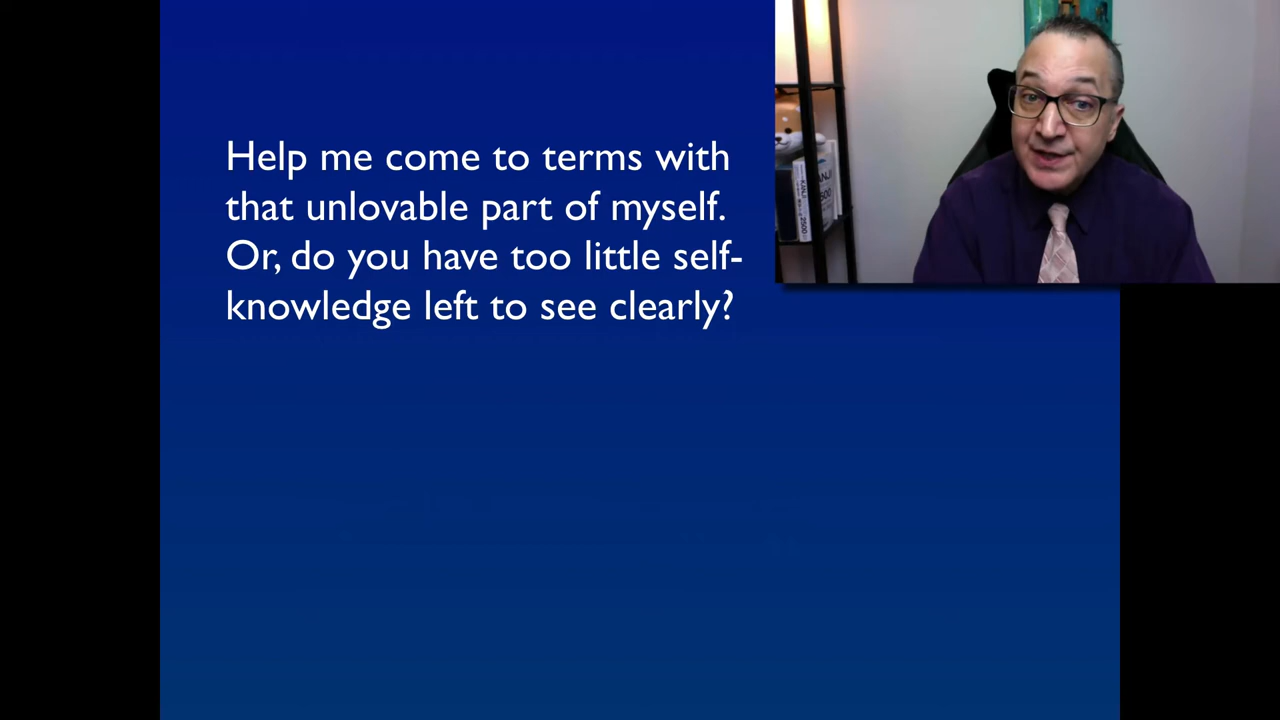 Help me come to terms with
that unlovable part of myself.
Or, do you have too little self-
knowledge left to see clearly?